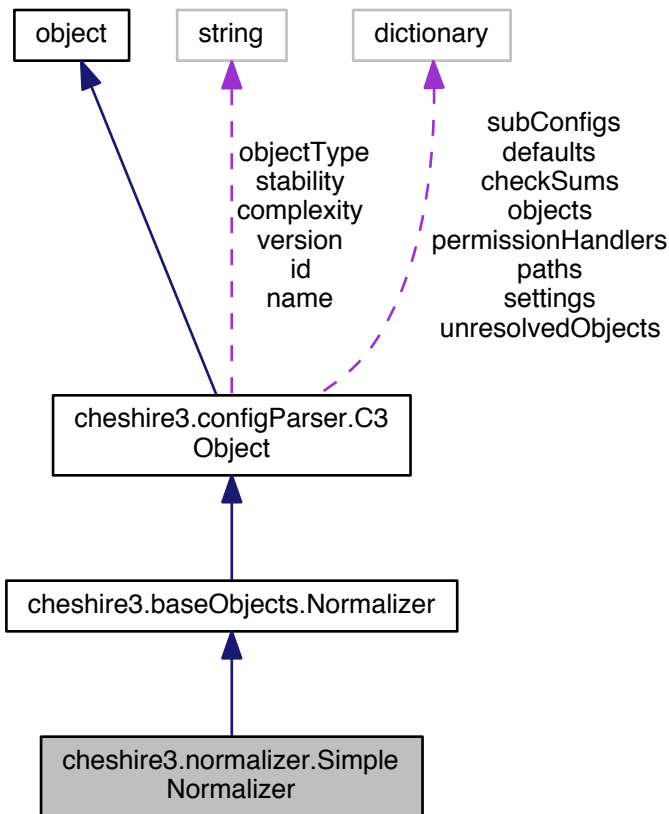 object
string
dictionary
objectType
stability
complexity
version
id
name
subConfigs
defaults
checkSums
objects
permissionHandlers
paths
settings
unresolvedObjects
cheshire3.configParser.C3
Object
cheshire3.baseObjects.Normalizer
cheshire3.normalizer.Simple
Normalizer